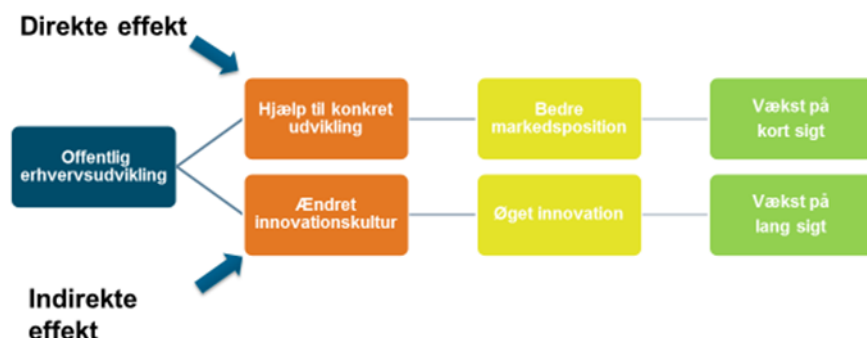 Direkte effekt
Hjælp til konkret
udvikling
Bedre
markedsposition
Vækst på
kort sigt
Offentlig
erhvervsudvikling
Ændret
innovationskultur
Øget innovation
Vækst på
lang sigt
Indirekte
effekt